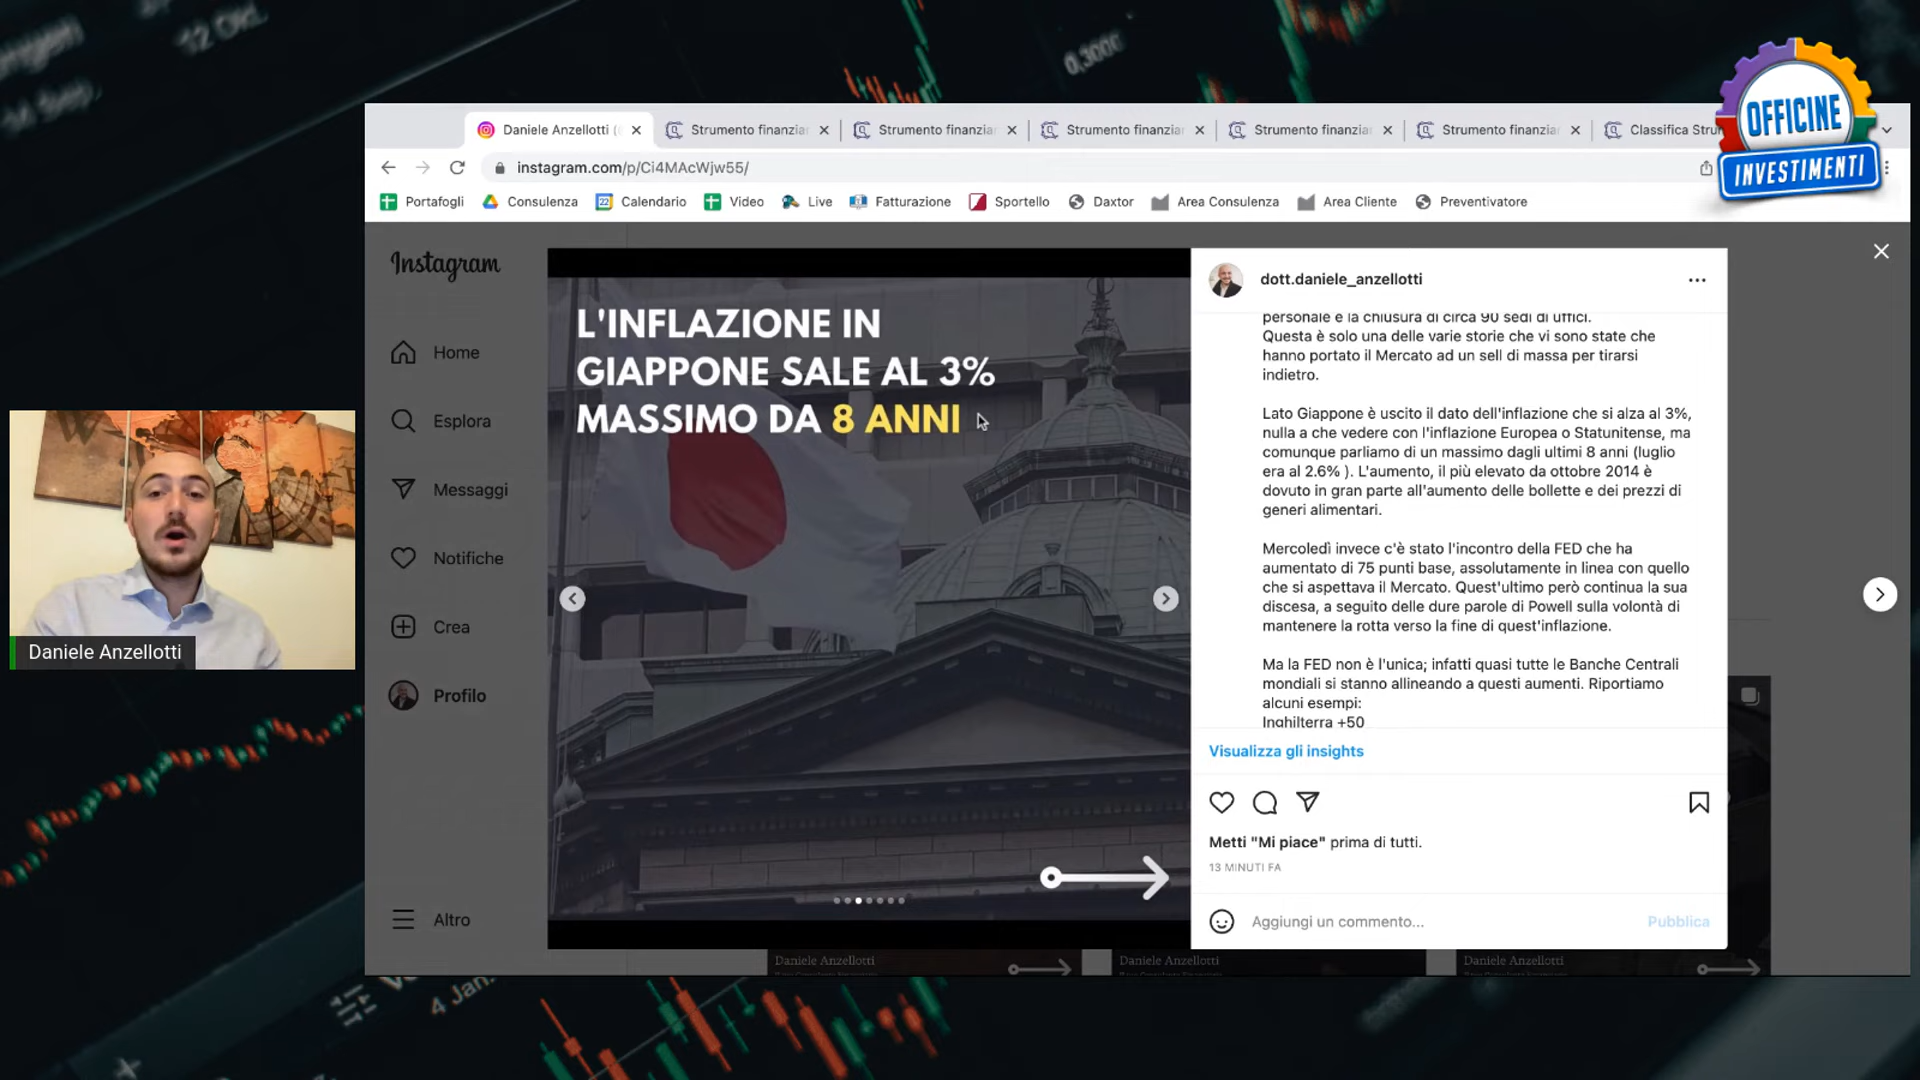 12 Oκτ.
0,3000
OFFICINE
INVESTIMENTI
Daniele Anzellotti (
Strumento finanzia
Strumento finanzia
Strumento finanzia
Strumento finanzia
Strumento finanzia
Classifica Stru
instagram.com/p/Ci4MAcWjw55/
Portafogli
Consulenza
Calendario
Video
Live
Fatturazione
Sportello
Daxtor
Area Consulenza
Area Cliente
Preventivatore
Instagram
Home
Esplora
Messaggi
Notifiche
Crea
Profilo
Altro
L'INFLAZIONE IN
GIAPPONE SALE AL 3%
MASSIMO DA 8 ANNI
dott.daniele_anzellotti
personale e la chiusura di circa 90 sedi di uffici.
Questa è solo una delle varie storie che vi sono state che
hanno portato il Mercato ad un sell di massa per tirarsi
indietro.
Lato Giappone è uscito il dato dell'inflazione che si alza al 3%,
nulla a che vedere con l'inflazione Europea o Statunitense, ma
comunque parliamo di un massimo dagli ultimi 8 anni (luglio
era al 2.6% ). L'aumento, il più elevato da ottobre 2014 è
dovuto in gran parte all'aumento delle bollette e dei prezzi di
generi alimentari.
Mercoledì invece c'è stato l'incontro della FED che ha
aumentato di 75 punti base, assolutamente in linea con quello
che si aspettava il Mercato. Quest'ultimo però continua la sua
discesa, a seguito delle dure parole di Powell sulla volontà di
mantenere la rotta verso la fine di quest'inflazione.
Ma la FED non è l'unica; infatti quasi tutte le Banche Centrali
mondiali si stanno allineando a questi aumenti. Riportiamo
alcuni esempi:
Inghilterra +50
Visualizza gli insights
Metti "Mi piace" prima di tutti.
13 MINUTI FA
Aggiungi un commento...
Pubblica
Daniele Anzellotti
Daniele Anzellotti
Daniele Anzellotti
Daniele Anzellotti
4 Jan.